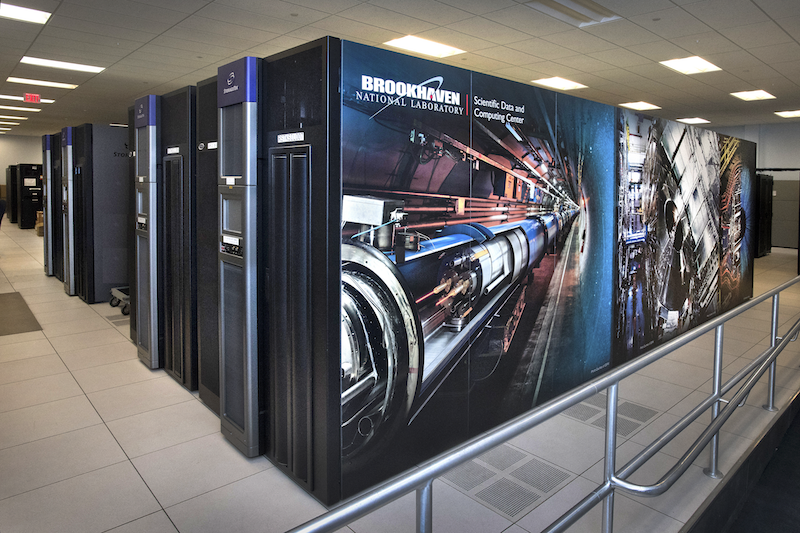 BROOKHAVEN
NATIONAL LABORATORY
Scientific Data and
Computing Center